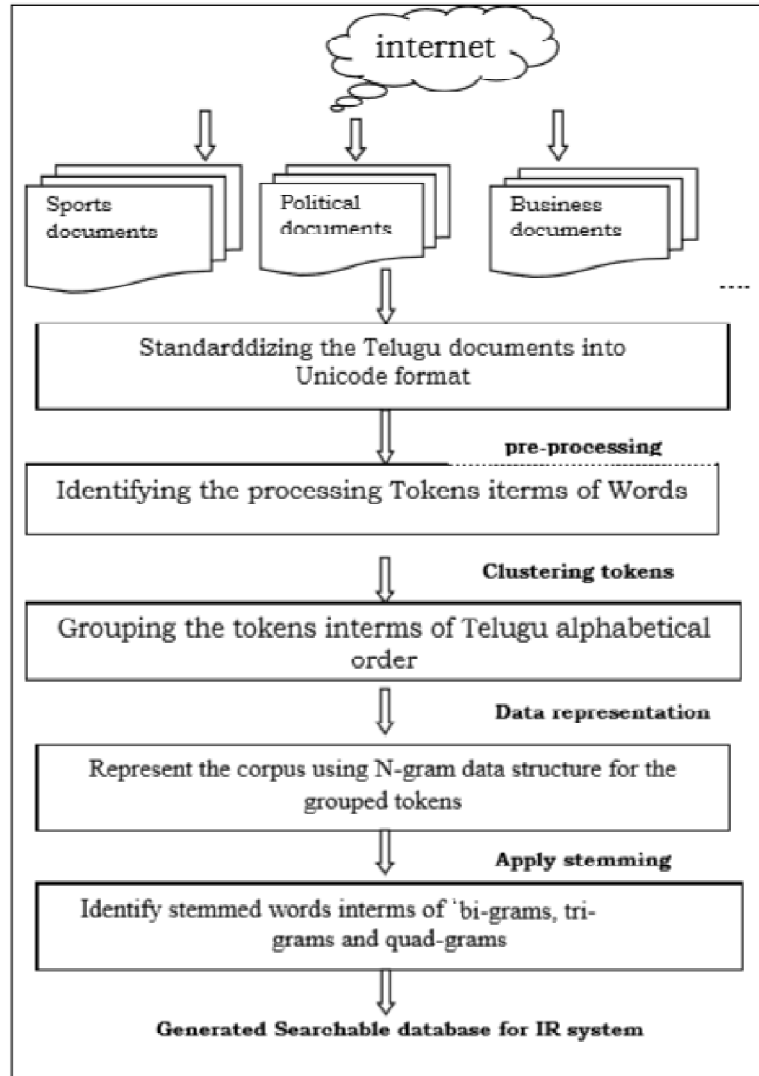 internet
Sports
documents
Political
documents
Business
documents
Standarddizing the Telugu documents into
Unicode format
pre-processing
Identifying the processing Tokens iterms of Words
Clustering tokens
Grouping the tokens interms of Telugu alphabetical
order
Data representation
Represent the corpus using N-gram data structure for the
grouped tokens
Apply stemming
Identify stemmed words interms of ‘bi-grams, tri-
grams and quad-grams
Generated Searchable database for IR system